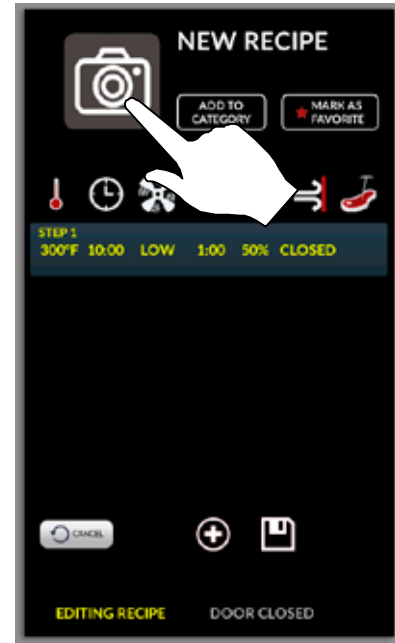 NEW RECIPE
ADD TO
CATEGORY
MARK AS
FAVORITE
STEP 1
300°F 10:00 LOW 1:00 50% CLOSED
CANCEL
EDITING RECIPE DOOR CLOSED